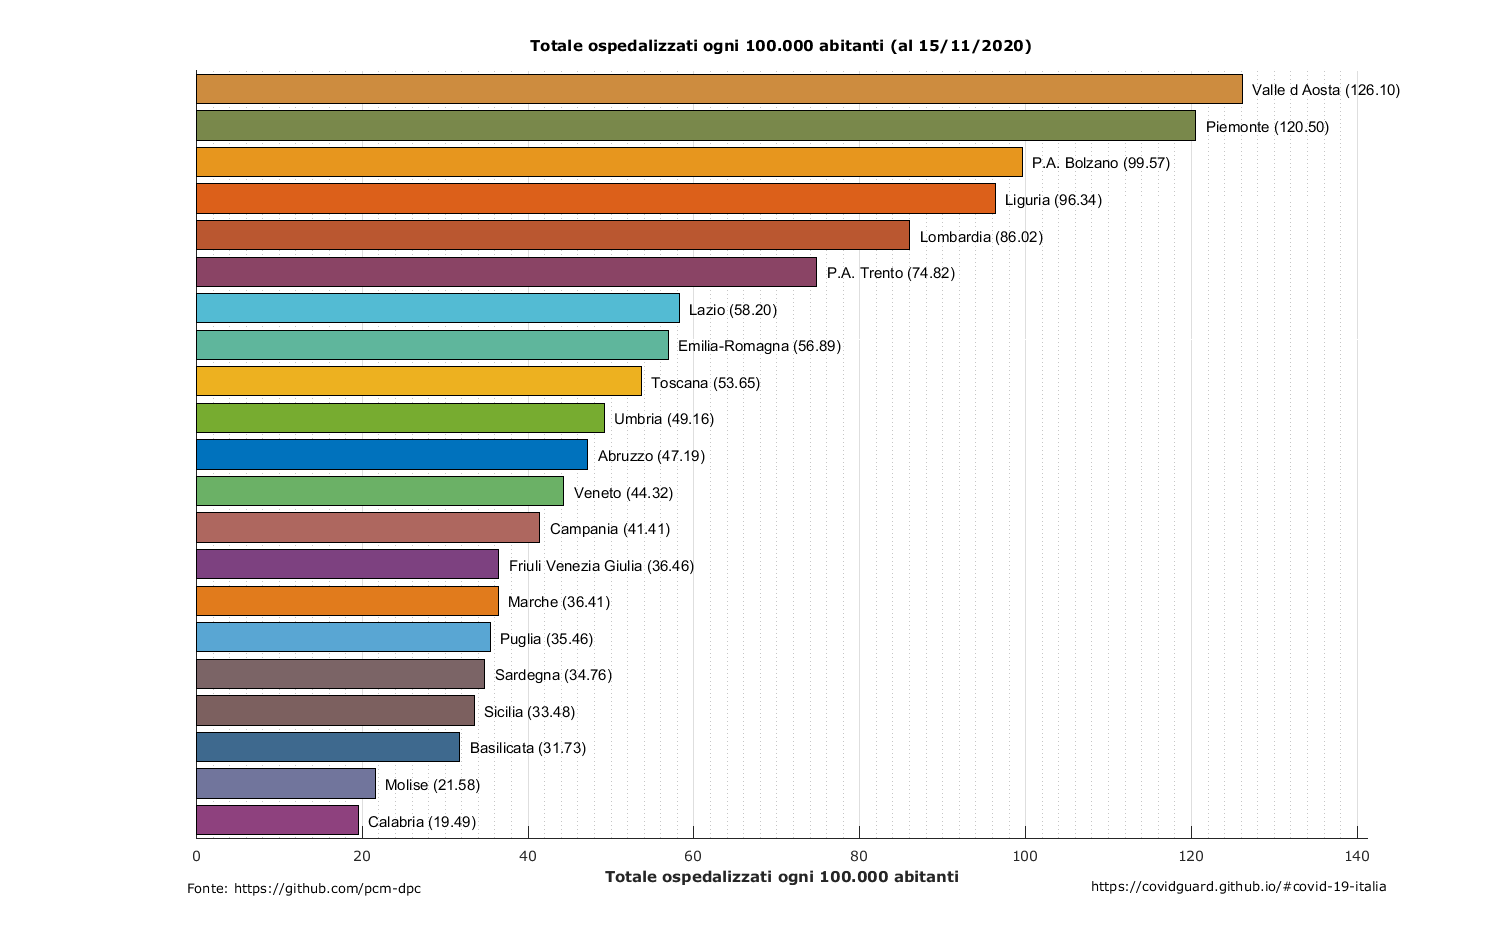 Totale ospedalizzati ogni 100.000 abitanti (al 15/11/2020)
Valle d Aosta (126.10)
Piemonte (120.50)
P.A. Bolzano (99.57)
Liguria (96.34)
Lombardia (86.02)
P.A. Trento (74.82)
Lazio (58.20)
Emilia-Romagna (56.89)
Toscana (53.65)
Umbria (49.16)
Abruzzo (47.19)
Veneto (44.32)
Campania (41.41)
Friuli Venezia Giulia (36.46)
Marche (36.41)
Puglia (35.46)
Sardegna (34.76)
Sicilia (33.48)
Basilicata (31.73)
Molise (21.58)
Calabria (19.49)
0 20 40 60 80 100 120 140
Totale ospedalizzati ogni 100.000 abitanti
Fonte: https://github.com/pcm-dpc
https://covidguard.github.io/#covid-19-italia